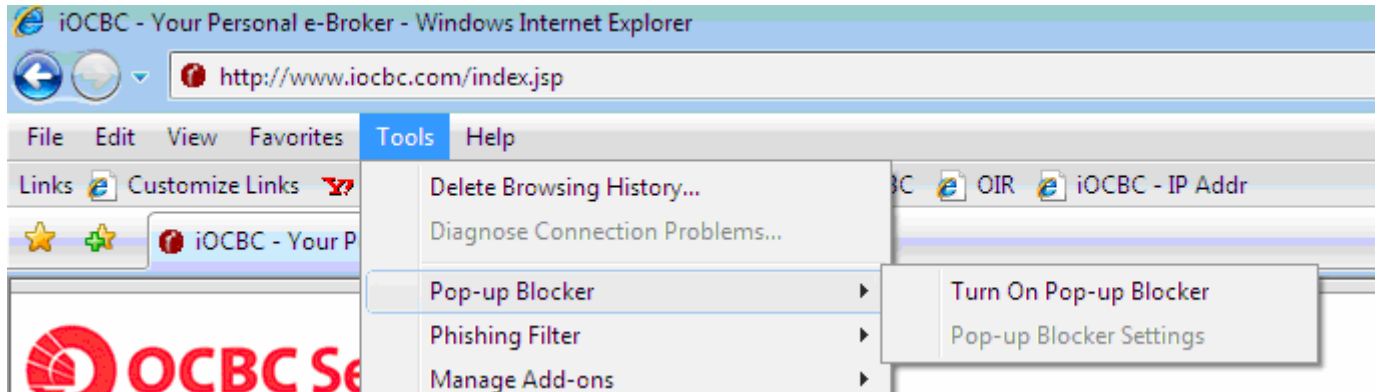 iOCBC - Your Personal e-Broker - Windows Internet Explorer
http://www.iocbc.com/index.jsp
File Edit View Favorites Tools Help
Links Customize Links OIR iOCBC - IP Addr
iOCBC - Your P
Delete Browsing History...
Diagnose Connection Problems...
Pop-up Blocker
Turn On Pop-up Blocker
Phishing Filter
Pop-up Blocker Settings
OCBC Se
Manage Add-ons